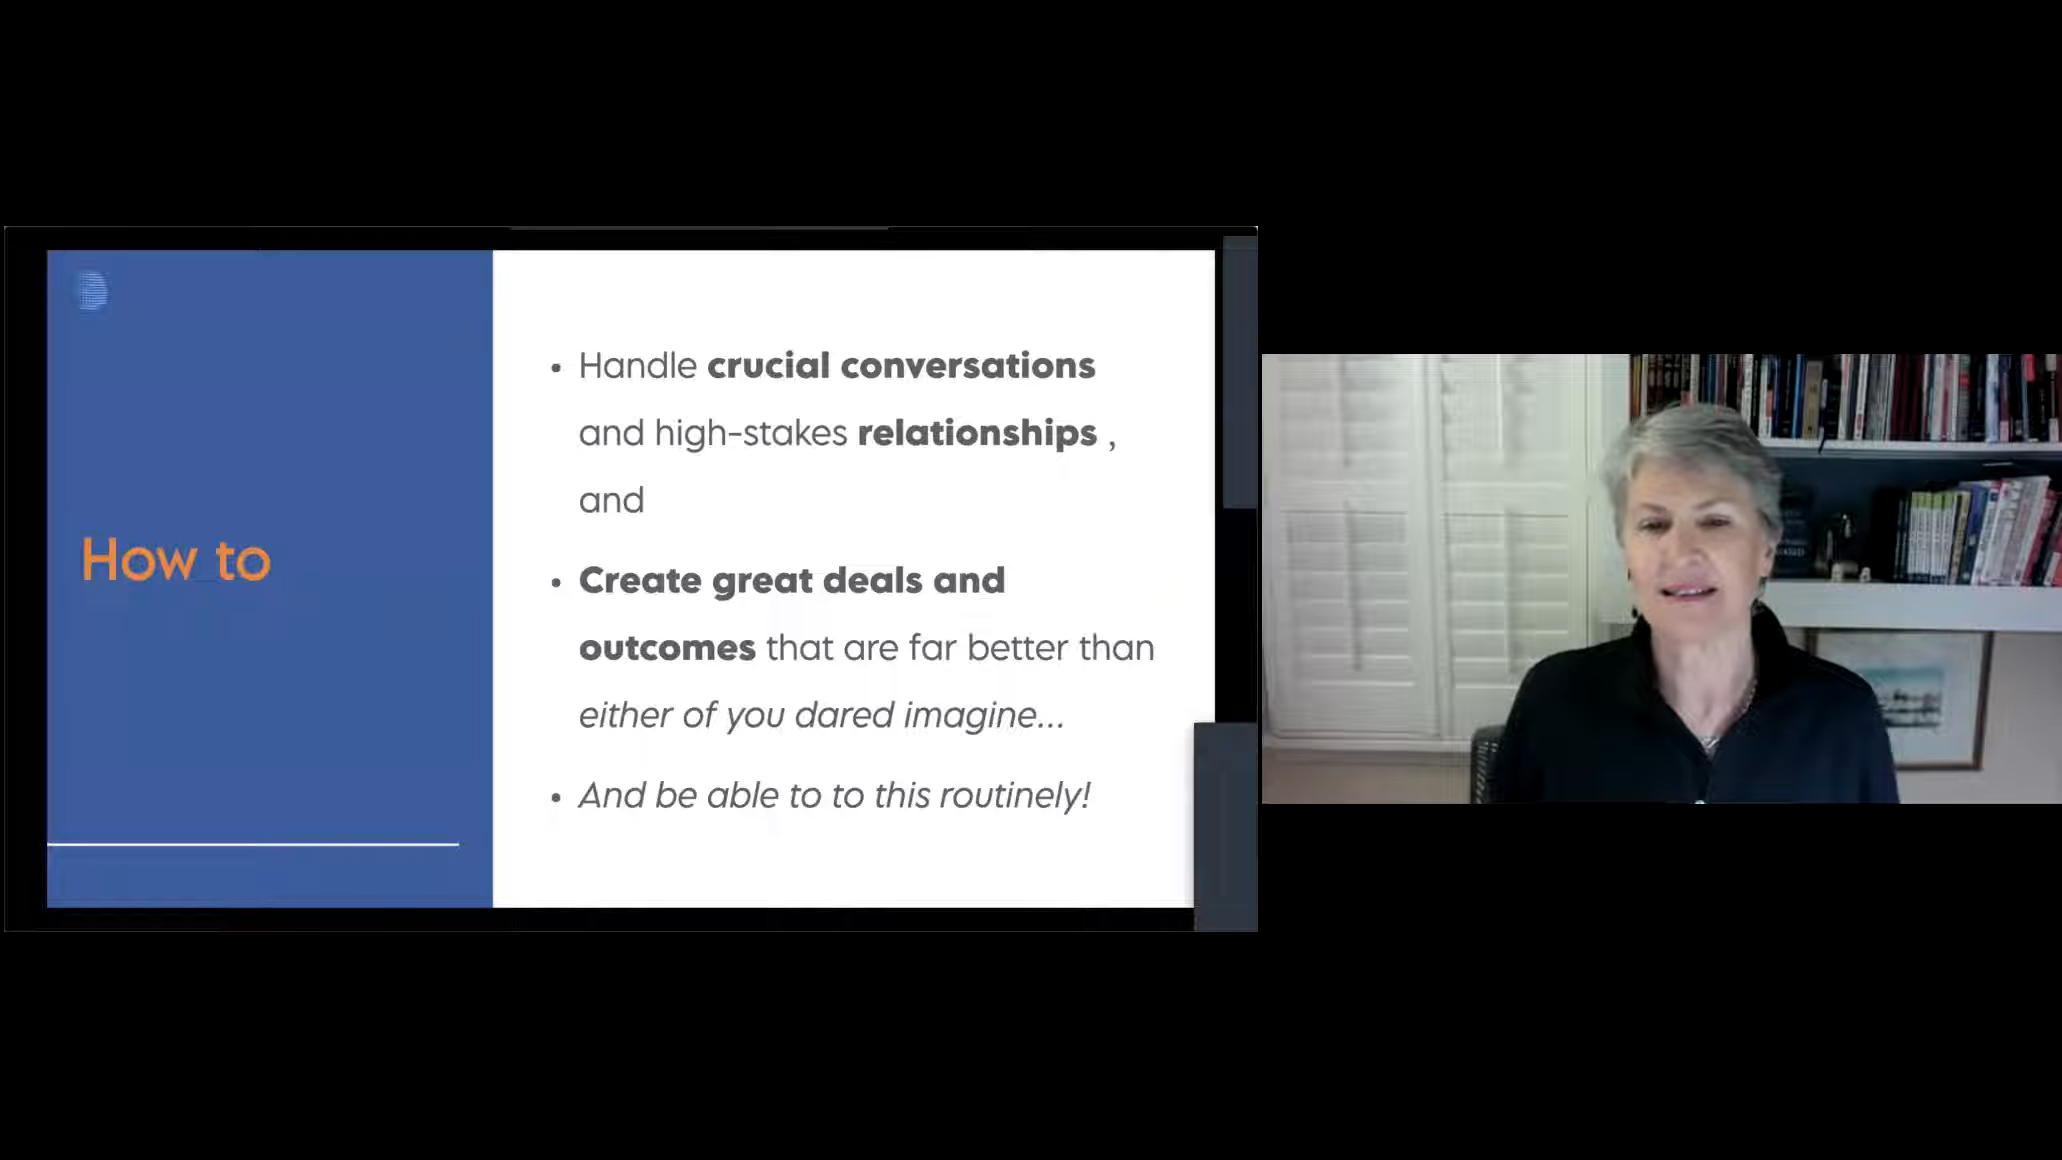 How to
• Handle crucial conversations
and high-stakes relationships ,
and
• Create great deals and
outcomes that are far better than
either of you dared imagine...
• And be able to to this routinely!